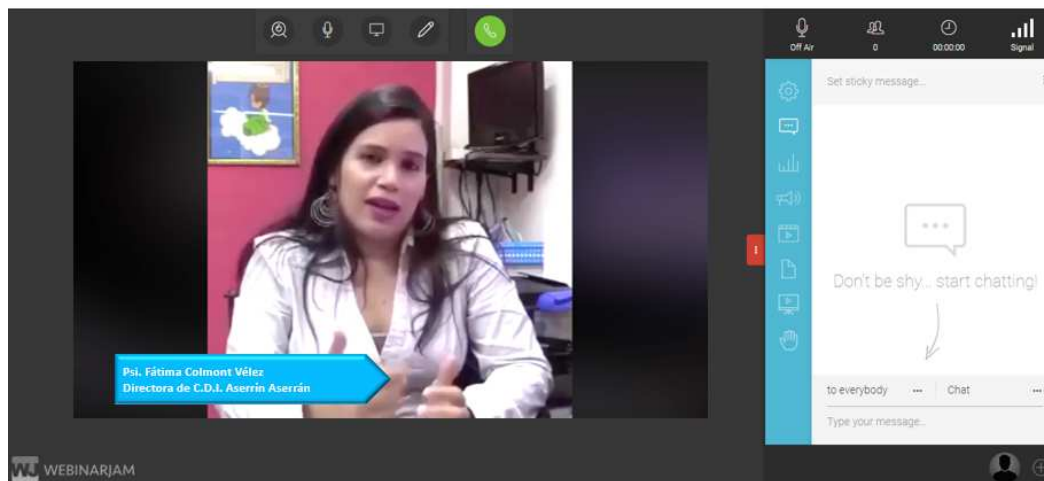 Off Air
0
00:00:00
Signal
Set sticky message...
Don't be shy... start chatting!
Psi. Fátima Colmont Vélez
Directora de C.D.I. Aserrín Aserrán
to everybody
Chat
Type your message...
WJ WEBINARJAM